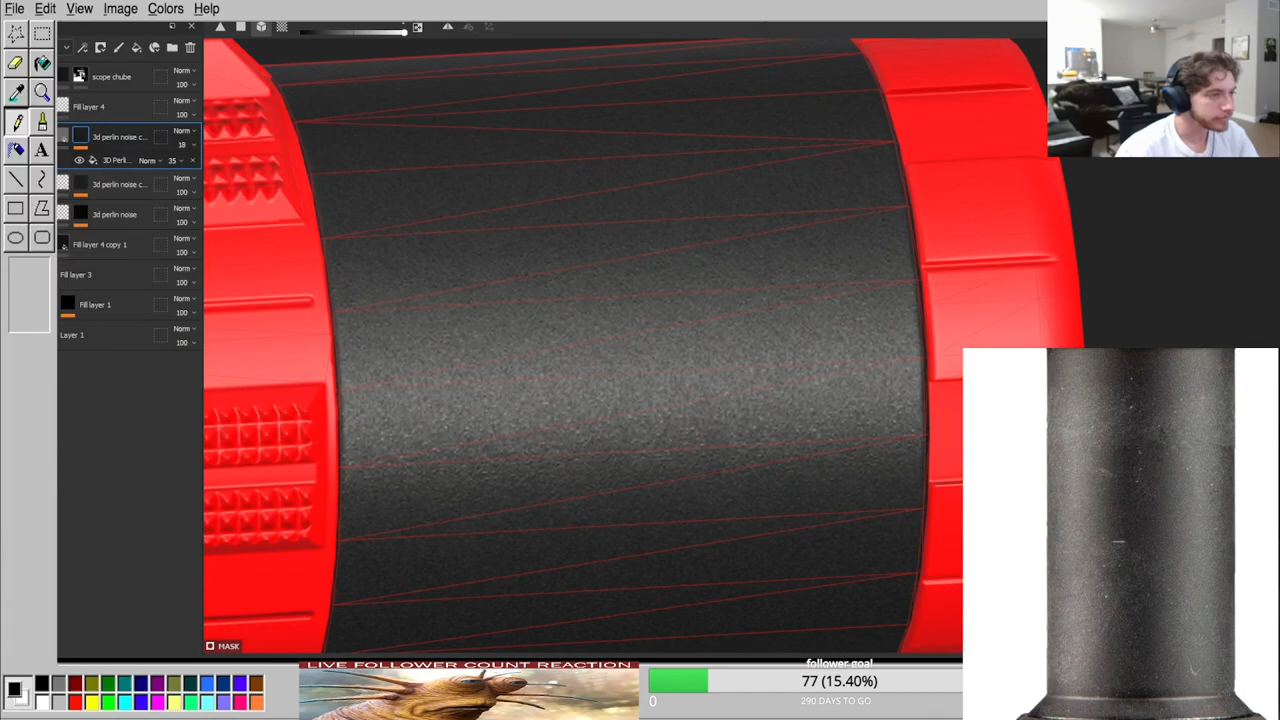 File Edit View Image Colors Help
scope chube Norm
100
Fill layer 4 Norm
100
3d perlin noise c... Norm
18
3D Perli... Norm 35
3d perlin noise c... Norm
100
3d perlin noise Norm
100
Fill layer 4 copy 1 Norm
100
Fill layer 3 Norm
100
Fill layer 1 Norm
100
Layer 1 Norm
100
A
MASK
LIVE FOLLOWER COUNT REACTION
follower goal
77 (15.40%)
0
290 DAYS TO GO